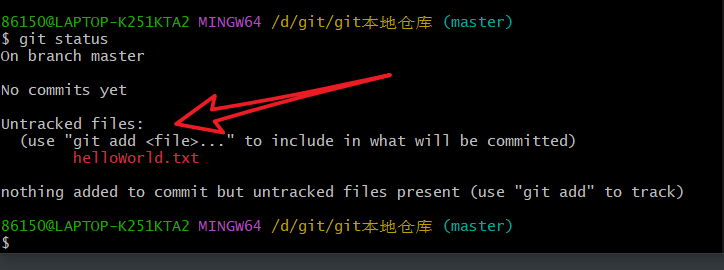 86150@LAPTOP-K251KTA2 MINGW64 /d/git/git本地仓库 (master)
$ git status
On branch master
No commits yet
Untracked files:
(use "git add <file>..." to include in what will be committed)
helloWorld.txt
nothing added to commit but untracked files present (use "git add" to track)
86150@LAPTOP-K251KTA2 MINGW64 /d/git/git本地仓库 (master)
$